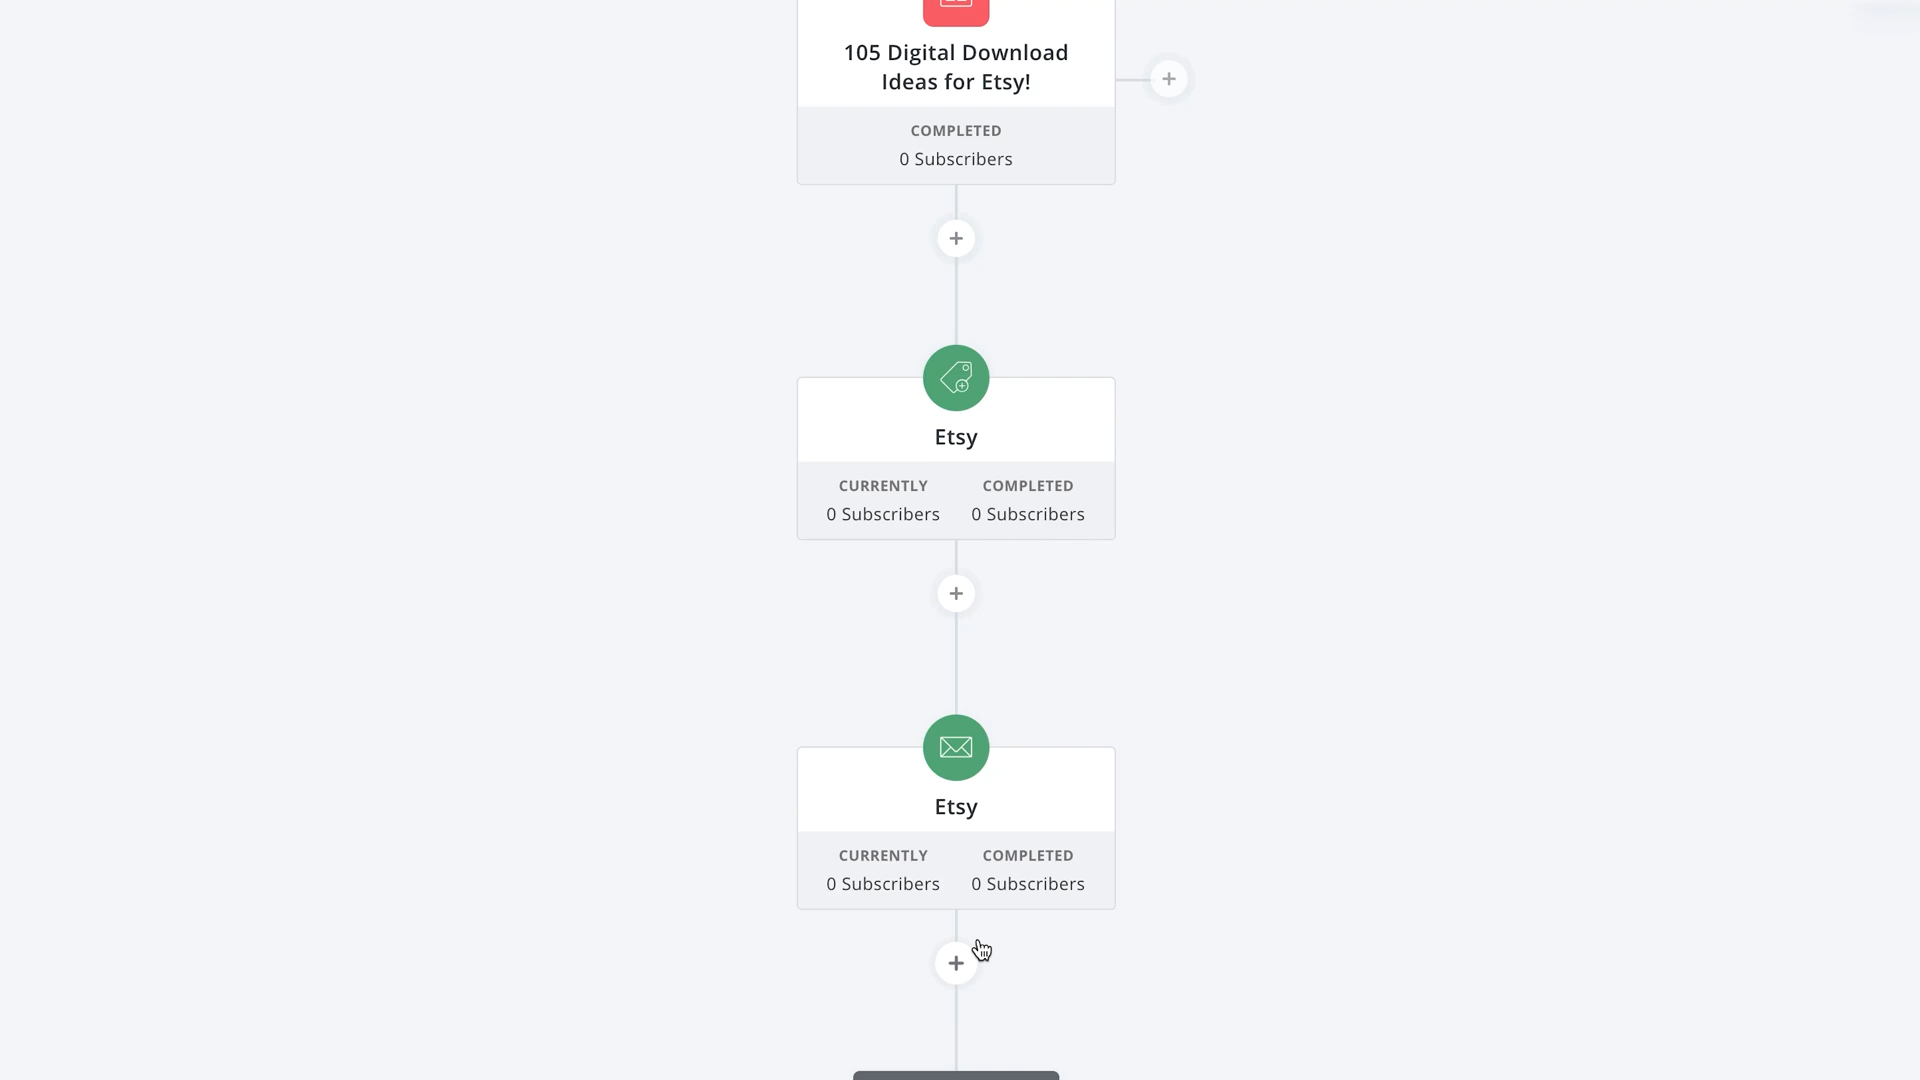 105 Digital Download
Ideas for Etsy!
COMPLETED
0 Subscribers
Etsy
CURRENTLY COMPLETED
0 Subscribers 0 Subscribers
Etsy
CURRENTLY COMPLETED
0 Subscribers 0 Subscribers